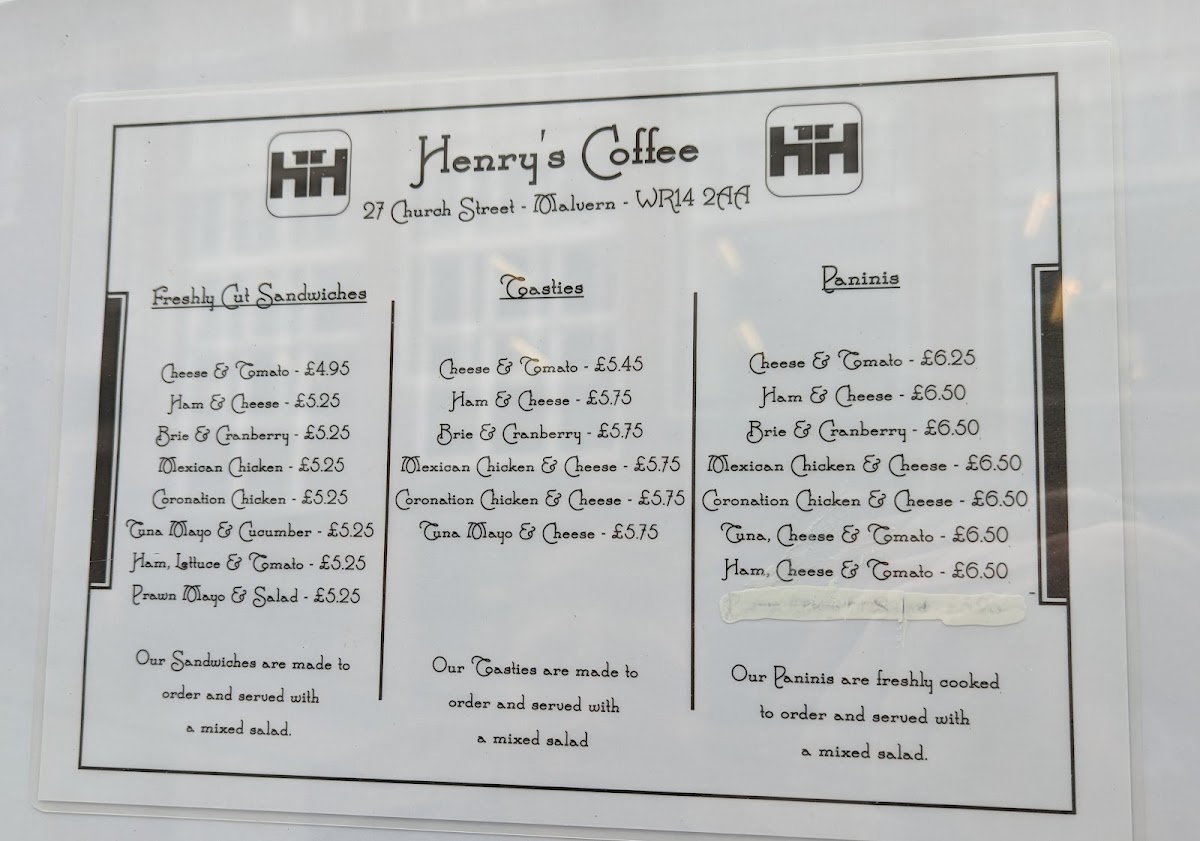 HH
HH
Henry's Coffee
27 Church Street - Malvern - WR14 2AA
Freshly Cut Sandwiches
Cheese & Tomato - £4.95
Ham & Cheese - £5.25
Brie & Cranberry - £5.25
Mexican Chicken - £5.25
Coronation Chicken - £5.25
Tuna Mayo & Cucumber - £5.25
Ham, Lettuce & Tomato - £5.25
Prawn Mayo & Salad - £5.25
Our Sandwiches are made to
order and served with
a mixed salad.
Toasties
Cheese & Tomato - £5.45
Ham & Cheese - £5.75
Brie & Cranberry - £5.75
Mexican Chicken & Cheese - £5.75
Coronation Chicken & Cheese - £5.75
Tuna Mayo & Cheese - £5.75
Our Toasties are made to
order and served with
a mixed salad
Paninis
Cheese & Tomato - £6.25
Ham & Cheese - £6.50
Brie & Cranberry - £6.50
Mexican Chicken & Cheese - £6.50
Coronation Chicken & Cheese - £6.50
Tuna, Cheese & Tomato - £6.50
Ham, Cheese & Tomato - £6.50
Our Paninis are freshly cooked
to order and served with
a mixed salad.